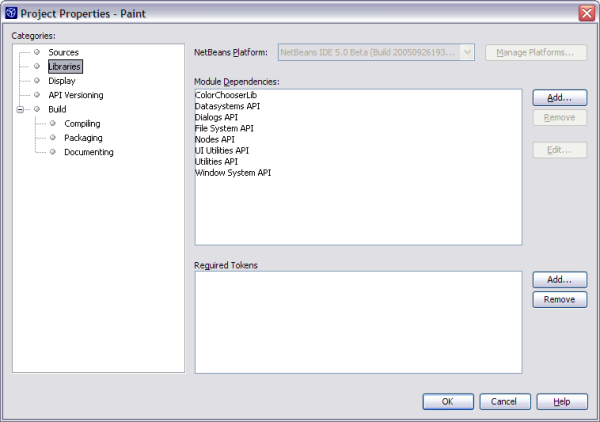 Project Properties - Paint
Categories:
Sources
Libraries
Display
API Versioning
Build
Compiling
Packaging
Documenting
NetBeans Platform:
NetBeans IDE 5.0 Beta (Build 20050926193...
Manage Platforms...
Module Dependencies:
ColorChooserLib
Datasystems API
Dialogs API
File System API
Nodes API
UI Utilities API
Utilities API
Window System API
Add...
Remove
Edit...
Required Tokens
Add...
Remove
OK
Cancel
Help